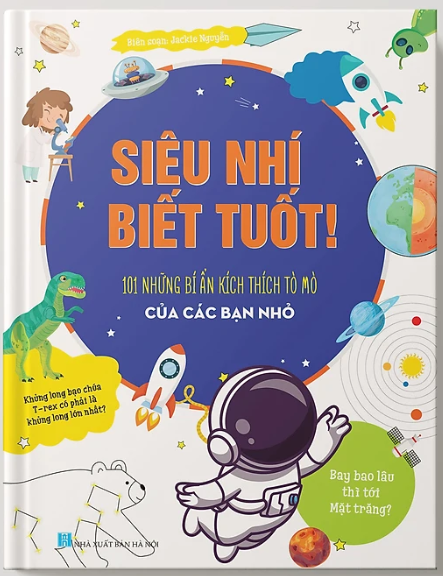 Biên soạn: Jackie Nguyễn
SIÊU NHÍ
BIẾT TUỐT!
101 NHỮNG BÍ ẨN KÍCH THÍCH TÒ MÒ
CỦA CÁC BẠN NHỎ
Khủng long bạo chúa
T-rex có phải là
khủng long lớn nhất?
Bay bao lâu
thì tới
Mặt trăng?
NHÀ XUẤT BẢN HÀ NỘI